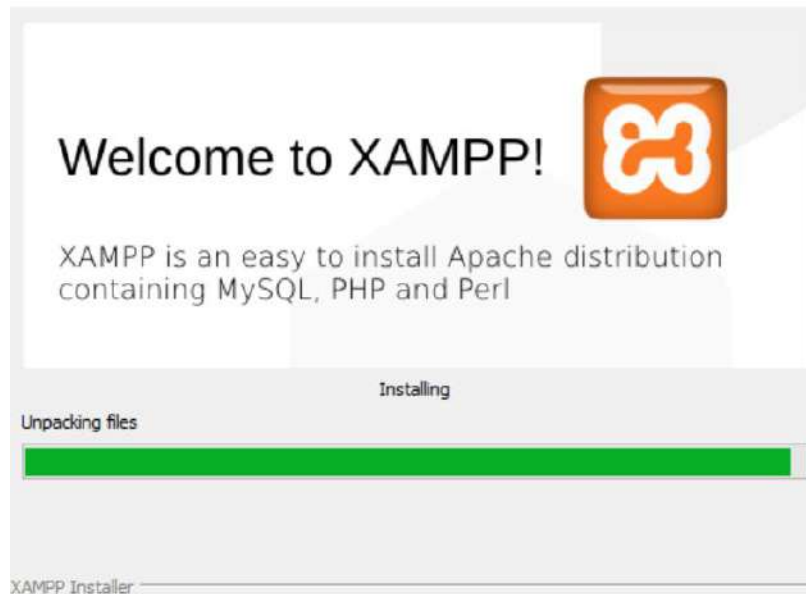 Welcome to XAMPP!
XAMPP is an easy to install Apache distribution
containing MySQL, PHP and Perl
Installing
Unpacking files
XAMPP Installer